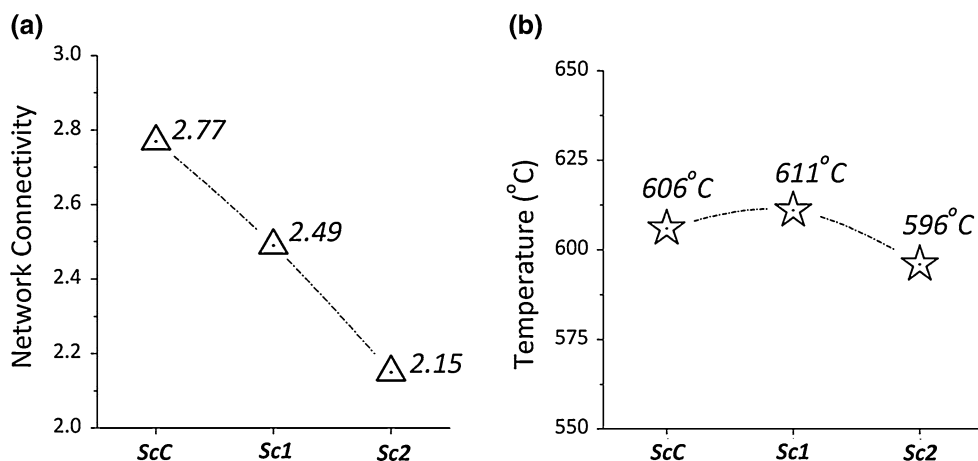 (a)
Network Connectivity
3.0
2.8
2.6
2.4
2.2
2.0
2.77
2.49
2.15
ScC Sc1 Sc2
(b)
Temperature (°C)
650
625
600
575
550
606°C
611°C
596°C
ScC Sc1 Sc2